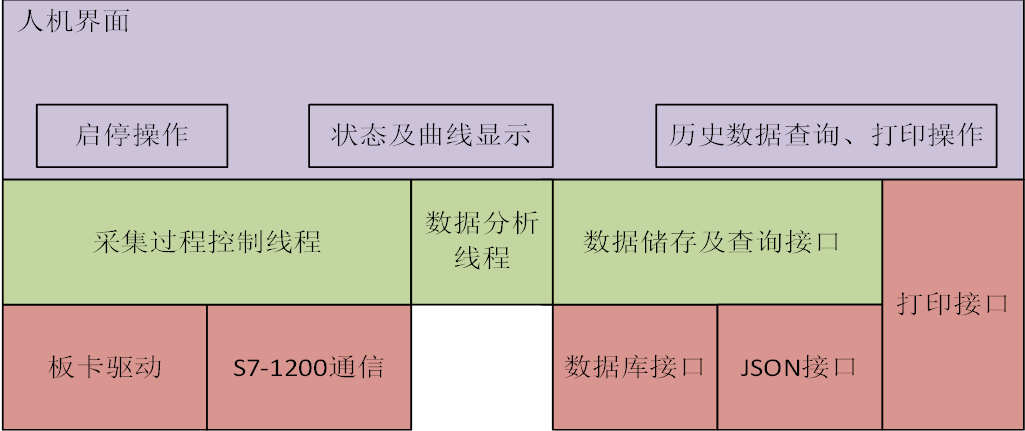 人机界面
启停操作
状态及曲线显示
历史数据查询、打印操作
采集过程控制线程
数据分析
线程
数据储存及查询接口
打印接口
板卡驱动
S7-1200通信
数据库接口
JSON接口